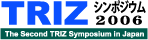 TRIZ シンポジウム
2006
The Second TRIZ Symposium in Japan